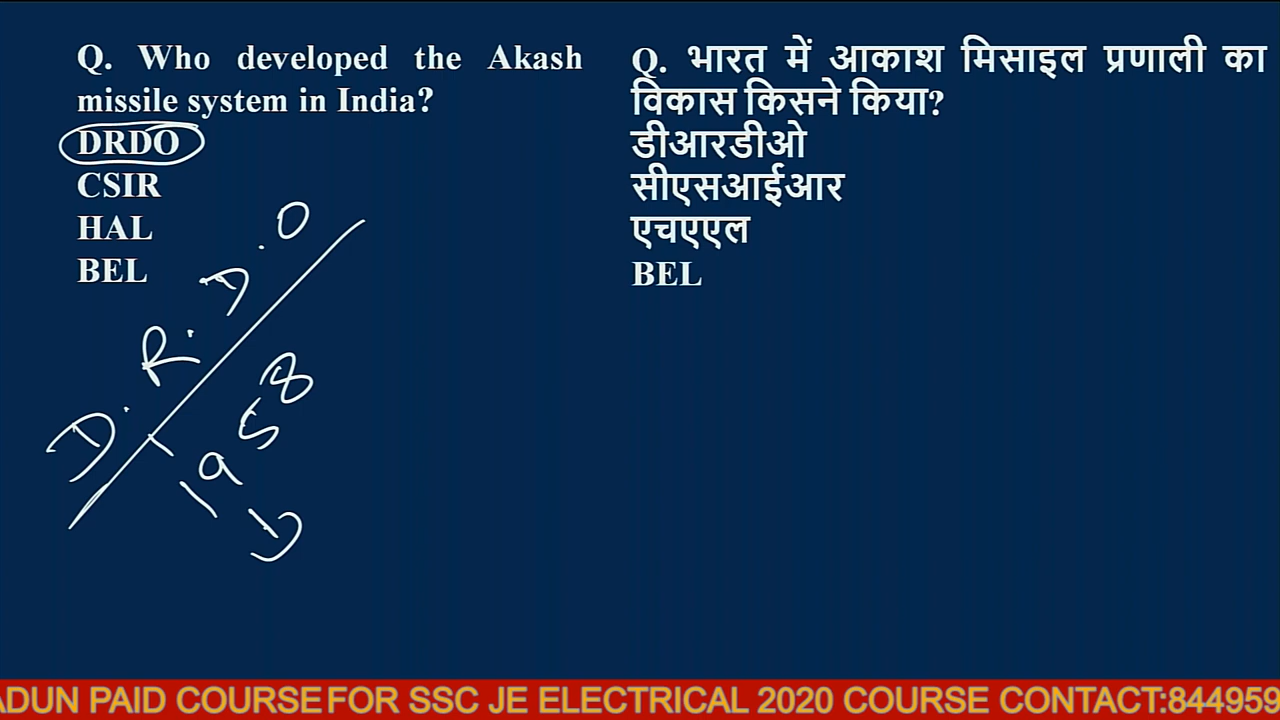 Q. Who developed the Akash
missile system in India?
DRDO
CSIR
HAL
BEL
Q. भारत में आकाश मिसाइल प्रणाली का
विकास किसने किया?
डीआरडीओ
सीएसआईआर
एचएएल
BEL
D. R. D. O
1958
ADUN PAID COURSE FOR SSC JE ELECTRICAL 2020 COURSE CONTACT:844959